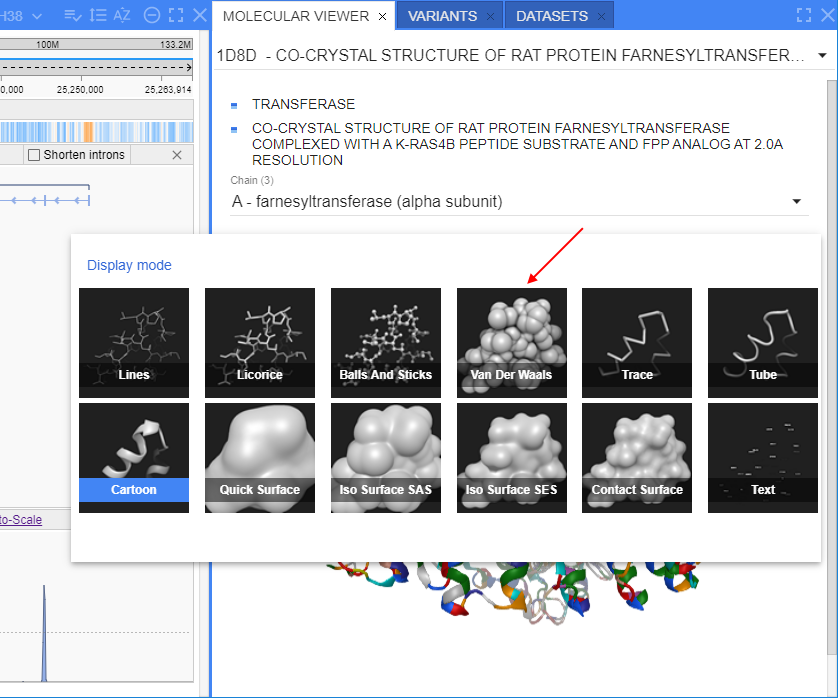 H38
MOLECULAR VIEWER
VARIANTS
DATASETS
100M 133.2M
0,000 25,250,000 25,263,914
Shorten introns
to-Scale
1D8D - CO-CRYSTAL STRUCTURE OF RAT PROTEIN FARNESYLTRANSFER...
TRANSFERASE
CO-CRYSTAL STRUCTURE OF RAT PROTEIN FARNESYLTRANSFERASE
COMPLEXED WITH A K-RAS4B PEPTIDE SUBSTRATE AND FPP ANALOG AT 2.0A
RESOLUTION
Chain (3)
A - farnesyltransferase (alpha subunit)
Display mode
Lines
Licorice
Balls And Sticks
Van Der Waals
Trace
Tube
Cartoon
Quick Surface
Iso Surface SAS
Iso Surface SES
Contact Surface
Text